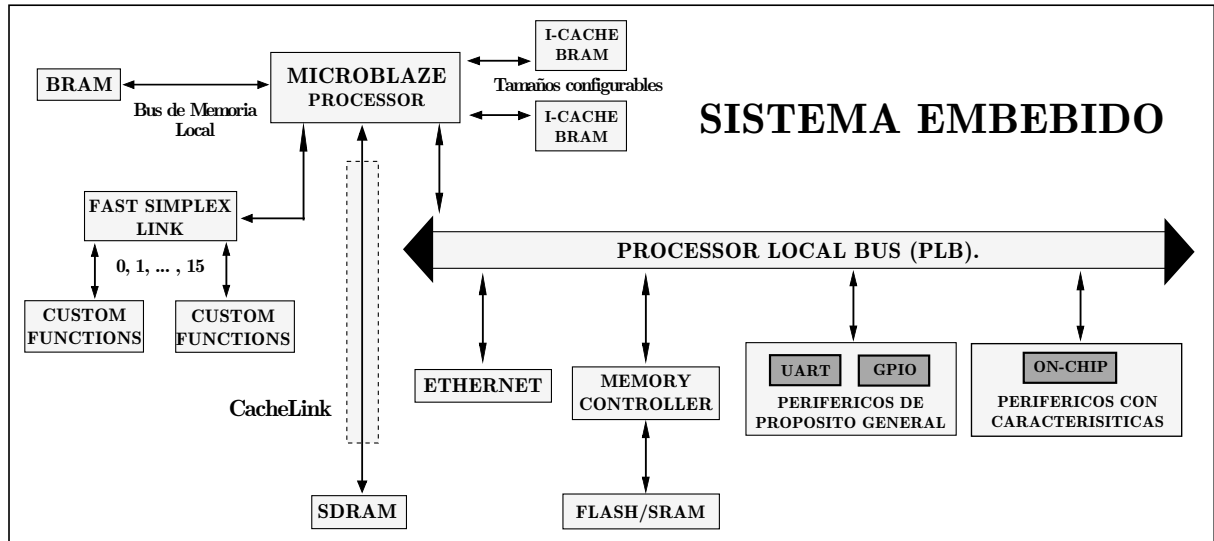 I-CACHE
BRAM
MICROBLAZE
PROCESSOR
BRAM
Tamaños configurables
Bus de Memoria
Local
I-CACHE
BRAM
SISTEMA EMBEBIDO
FAST SIMPLEX
LINK
PROCESSOR LOCAL BUS (PLB).
0, 1, ... , 15
CUSTOM
FUNCTIONS
CUSTOM
FUNCTIONS
ETHERNET
MEMORY
CONTROLLER
UART
GPIO
PERIFERICOS DE
PROPOSITO GENERAL
ON-CHIP
PERIFERICOS CON
CARACTERISITICAS
CacheLink
SDRAM
FLASH/SRAM